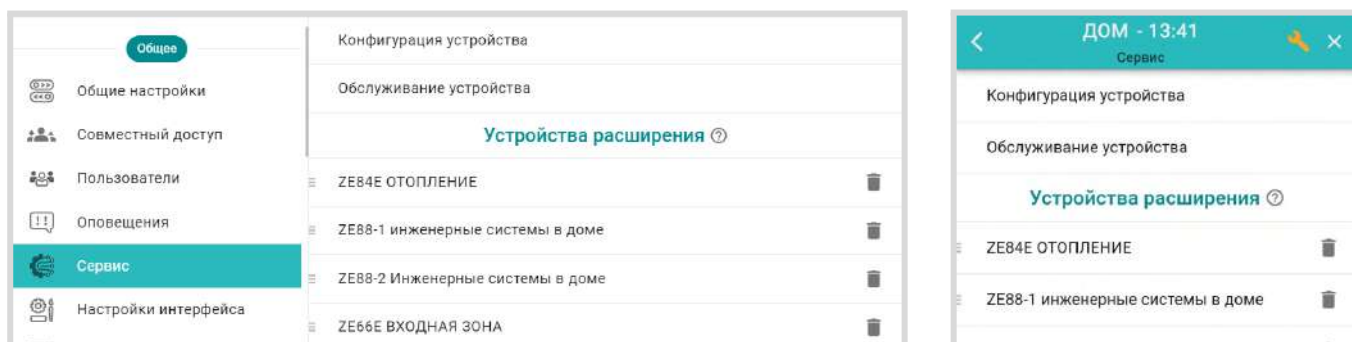 Общее
Общие настройки
Совместный доступ
Пользователи
Оповещения
Сервис
Настройки интерфейса
Конфигурация устройства
Обслуживание устройства
Устройства расширения
ZE84E ОТОПЛЕНИЕ
ZE88-1 инженерные системы в доме
ZE88-2 Инженерные системы в доме
ZE66E ВХОДНАЯ ЗОНА
ДОМ - 13:41
Сервис
Конфигурация устройства
Обслуживание устройства
Устройства расширения
ZE84E ОТОПЛЕНИЕ
ZE88-1 инженерные системы в доме